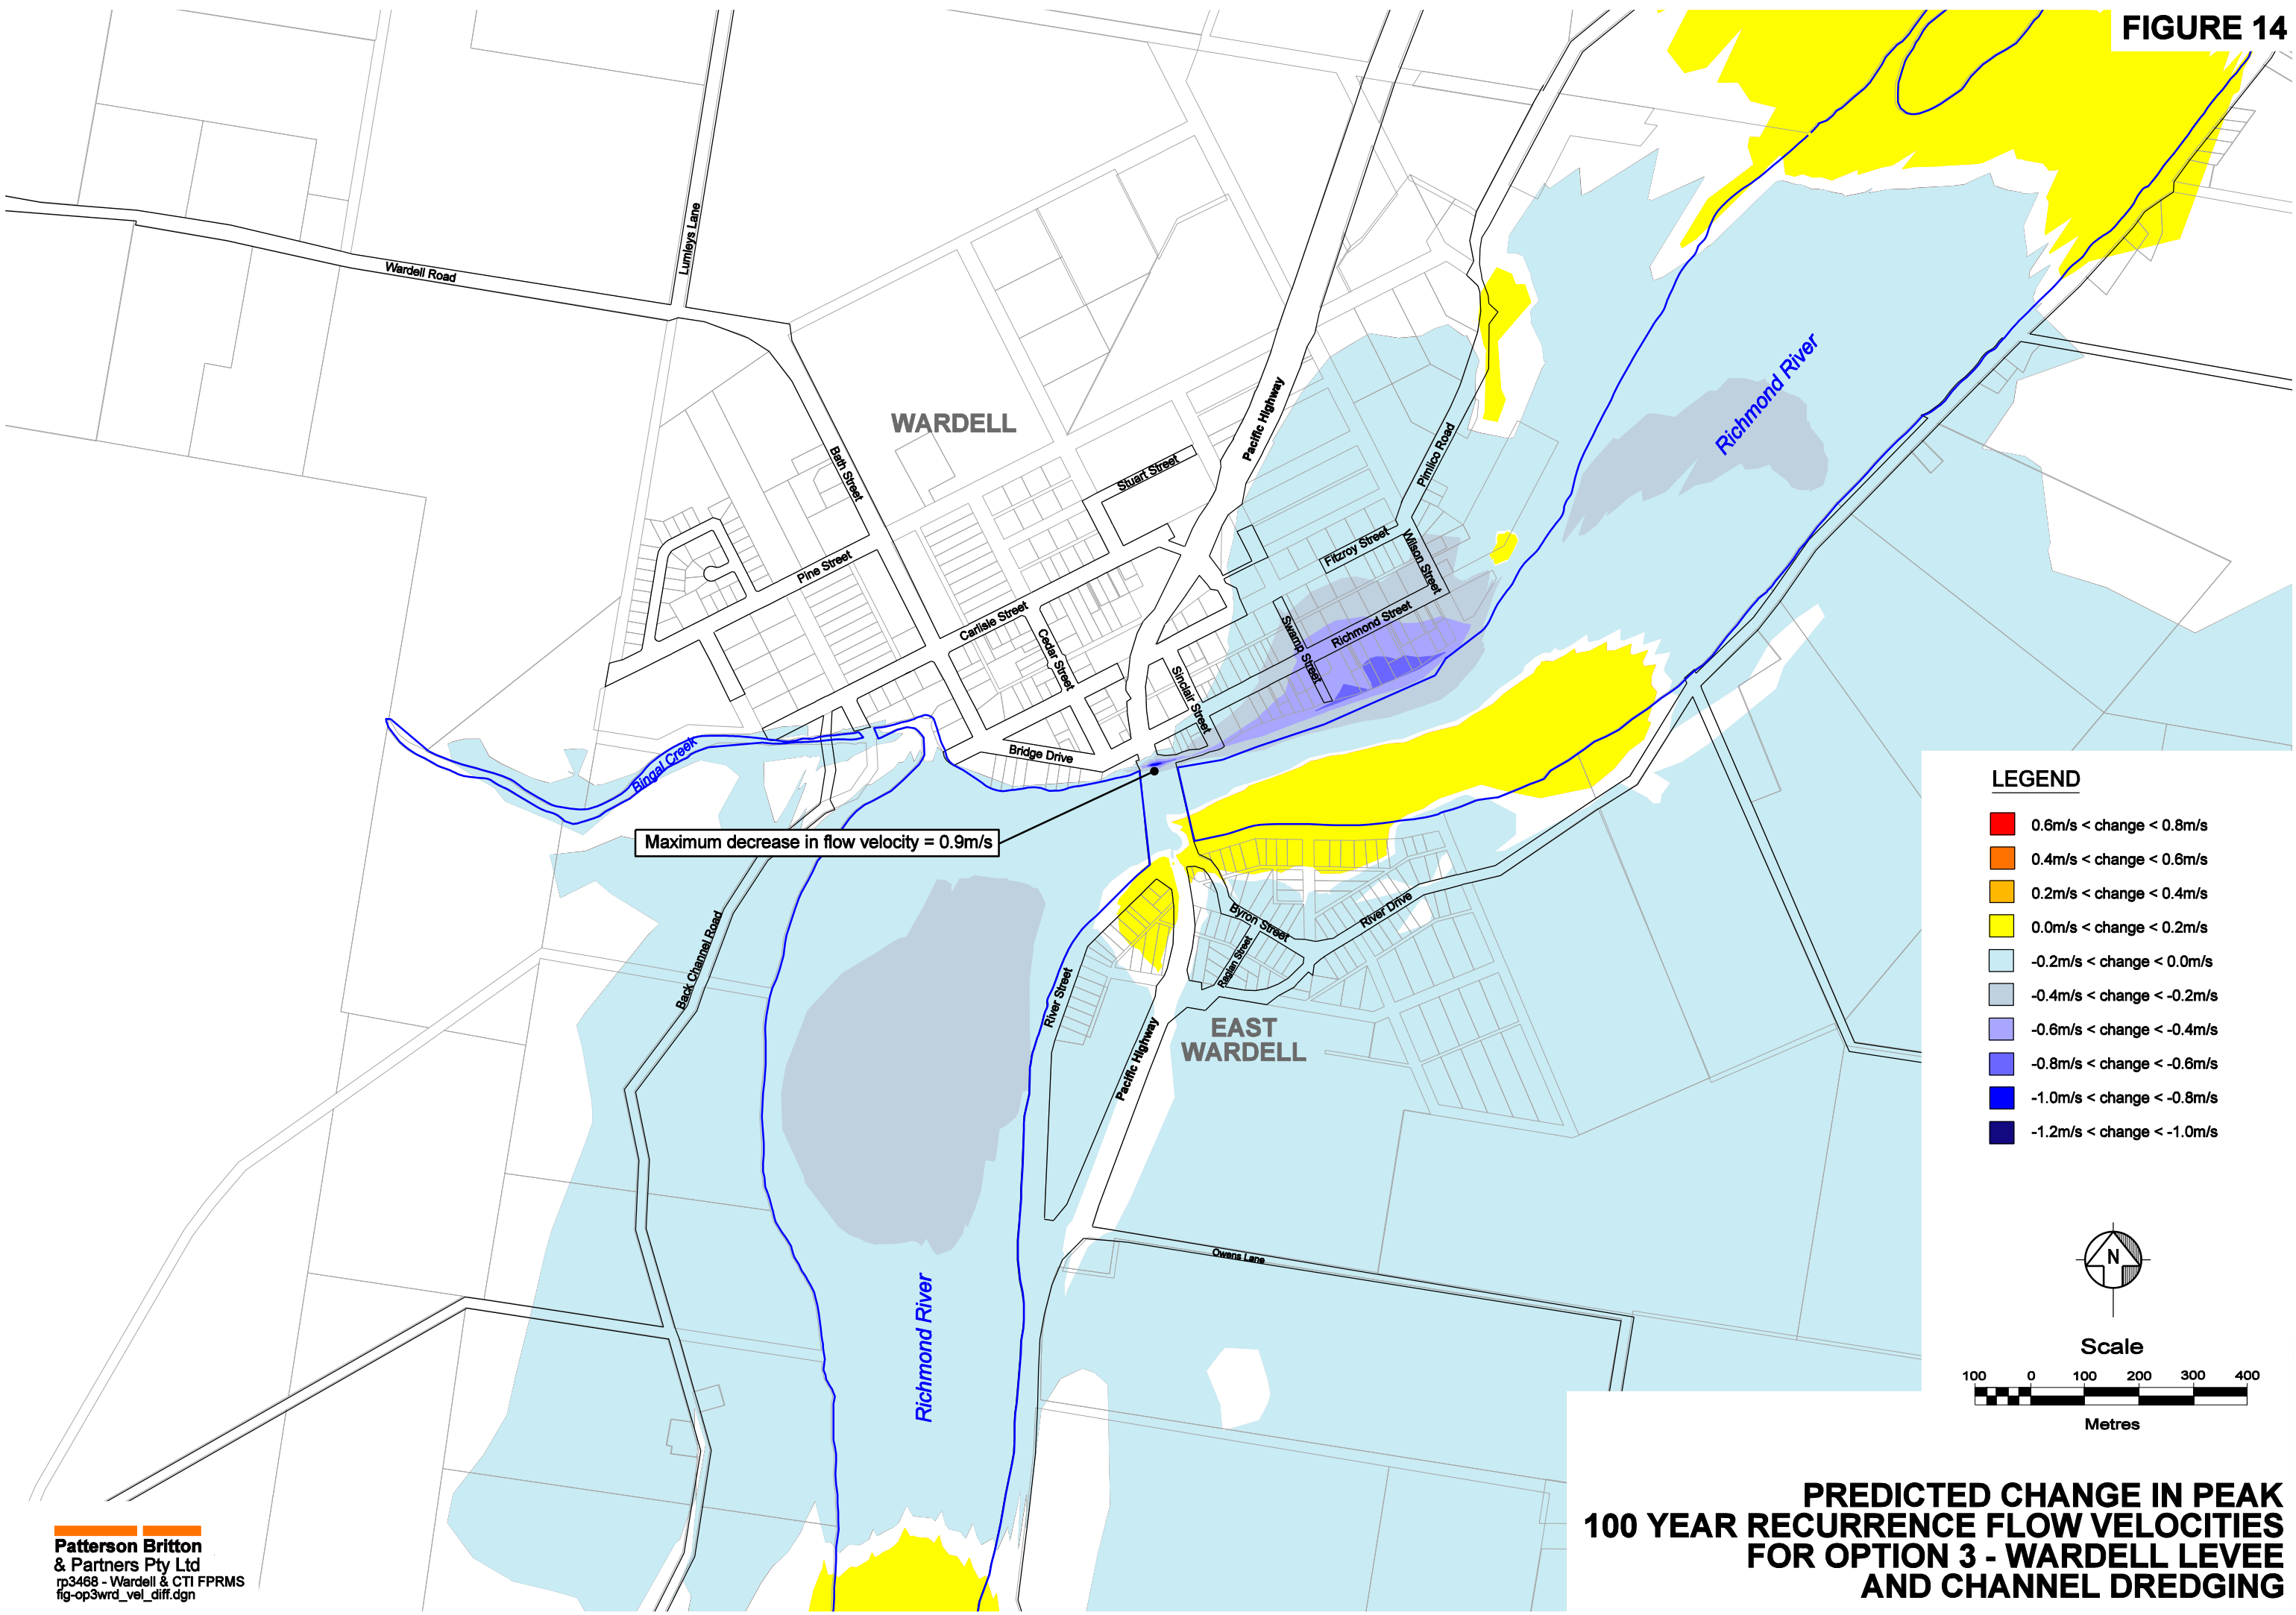 FIGURE 14
Lumleys Lane
Wardell Road
WARDELL
Richmond River
Pacific Highway
Pimlico Road
Bath Street
Stuart Street
Pine Street
Fitzroy Street
Wilson Street
Carlisle Street
Cedar Street
Swamp Street
Richmond Street
Sinclair Street
Bingal Creek
Bridge Drive
Maximum decrease in flow velocity = 0.9m/s
Back Channel Road
River Street
Byron Street
River Drive
Raglan Street
EAST
WARDELL
Pacific Highway
Owens Lane
Richmond River
LEGEND
0.6m/s < change < 0.8m/s
0.4m/s < change < 0.6m/s
0.2m/s < change < 0.4m/s
0.0m/s < change < 0.2m/s
-0.2m/s < change < 0.0m/s
-0.4m/s < change < -0.2m/s
-0.6m/s < change < -0.4m/s
-0.8m/s < change < -0.6m/s
-1.0m/s < change < -0.8m/s
-1.2m/s < change < -1.0m/s
N
Scale
100 0 100 200 300 400
Metres
PREDICTED CHANGE IN PEAK
100 YEAR RECURRENCE FLOW VELOCITIES
FOR OPTION 3 - WARDELL LEVEE
AND CHANNEL DREDGING
Patterson Britton
& Partners Pty Ltd
rp3468 - Wardell & CTI FPRMS
fig-op3wrd_vel_diff.dgn